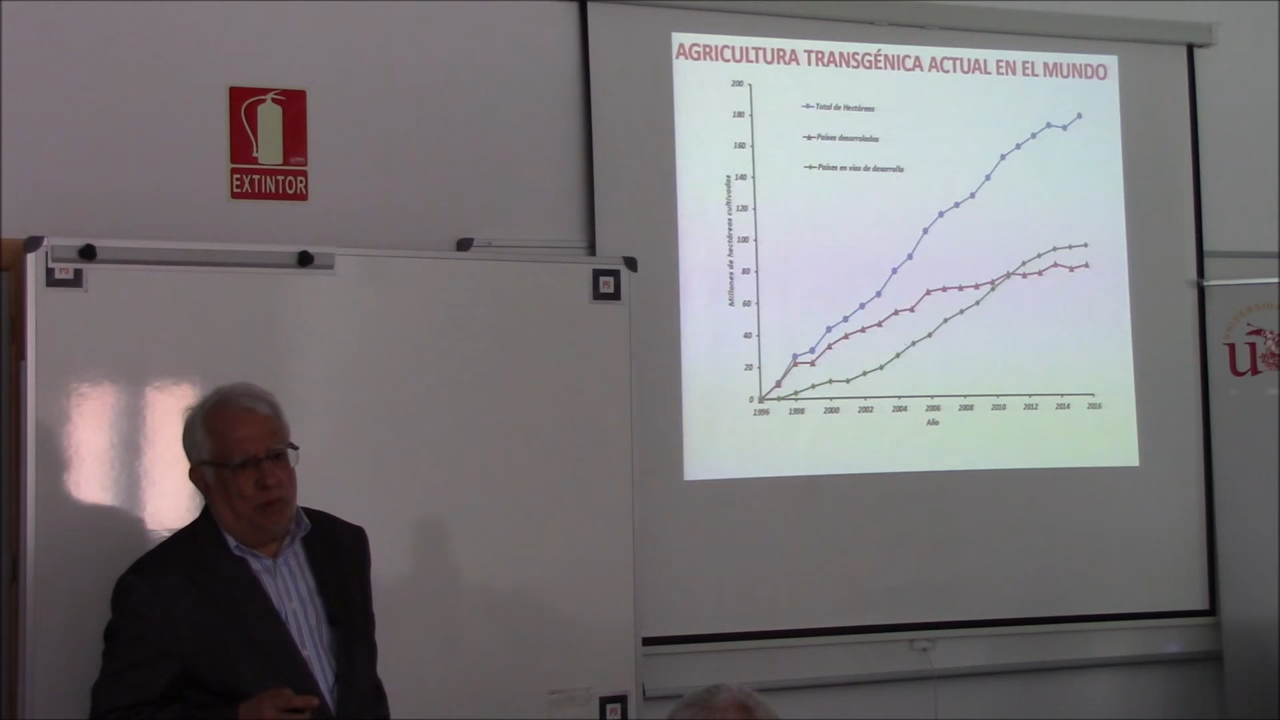 AGRICULTURA TRANSGÉNICA ACTUAL EN EL MUNDO
EXTINTOR
Total de Hectáreas
Países desarrolados
Países en vías de desarrollo
Millones de hectáreas cultivadas
200
180
160
140
120
100
80
60
40
20
0
1996 1998 2000 2002 2004 2006 2008 2010 2012 2014 2016
Año